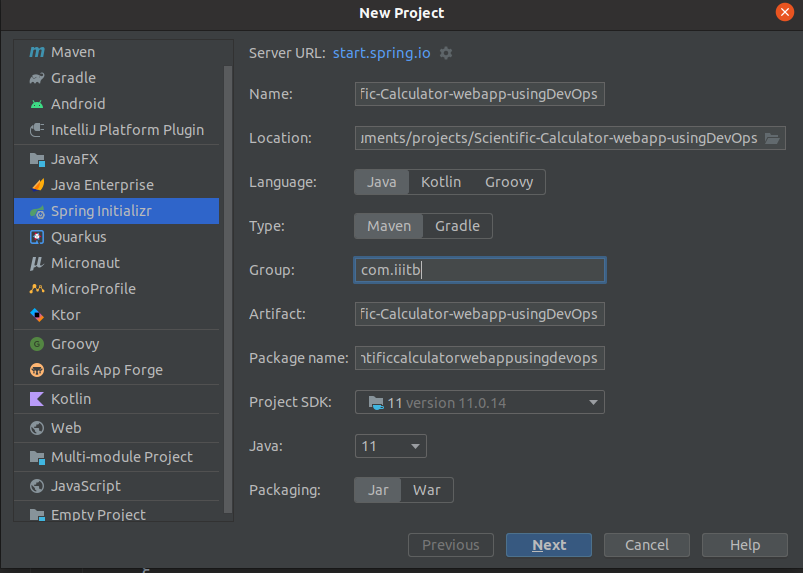 New Project
Maven
Gradle
Android
IntelliJ Platform Plugin
JavaFX
Java Enterprise
Spring Initializr
Quarkus
Micronaut
MicroProfile
Ktor
Groovy
Grails App Forge
Kotlin
Web
Multi-module Project
JavaScript
Empty Project
Server URL: start.spring.io
Name: fic-Calculator-webapp-usingDevOps
Location: uments/projects/Scientific-Calculator-webapp-usingDevOps
Language: Java Kotlin Groovy
Type: Maven Gradle
Group: com.iiitb
Artifact: fic-Calculator-webapp-usingDevOps
Package name: ntificcalculatorwebappusingdevops
Project SDK: 11 version 11.0.14
Java: 11
Packaging: Jar War
Previous Next Cancel Help